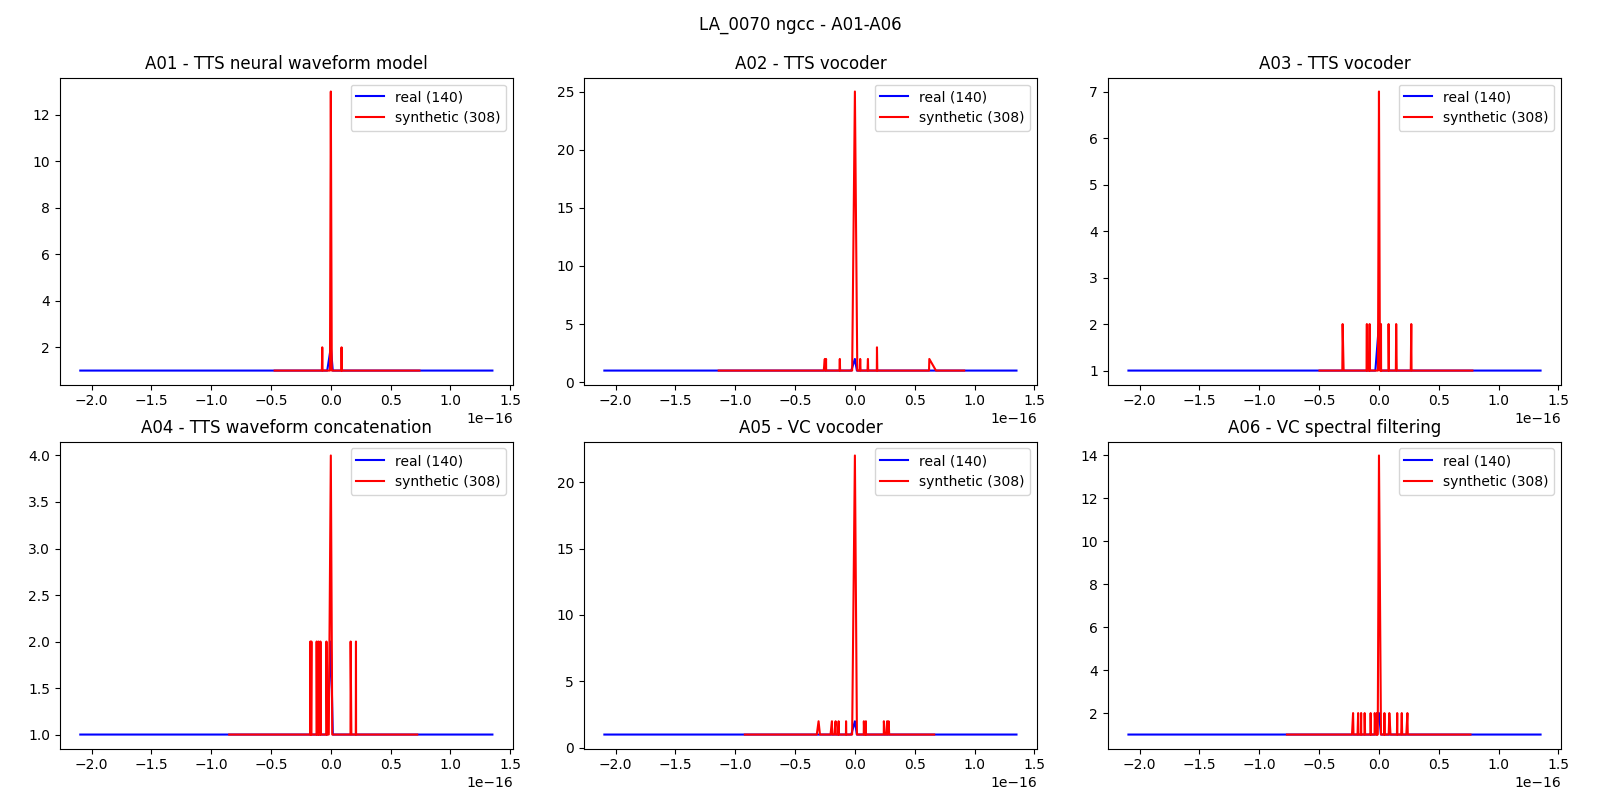 LA_0070 ngcc - A01-A06
A01 - TTS neural waveform model
real (140)
synthetic (308)
12
10
8
6
4
2
−2.0 −1.5 −1.0 −0.5 0.0 0.5 1.0 1.5
1e−16
A02 - TTS vocoder
real (140)
synthetic (308)
25
20
15
10
5
0
−2.0 −1.5 −1.0 −0.5 0.0 0.5 1.0 1.5
1e−16
A03 - TTS vocoder
real (140)
synthetic (308)
7
6
5
4
3
2
1
−2.0 −1.5 −1.0 −0.5 0.0 0.5 1.0 1.5
1e−16
A04 - TTS waveform concatenation
real (140)
synthetic (308)
4.0
3.5
3.0
2.5
2.0
1.5
1.0
−2.0 −1.5 −1.0 −0.5 0.0 0.5 1.0 1.5
1e−16
A05 - VC vocoder
real (140)
synthetic (308)
20
15
10
5
0
−2.0 −1.5 −1.0 −0.5 0.0 0.5 1.0 1.5
1e−16
A06 - VC spectral filtering
real (140)
synthetic (308)
14
12
10
8
6
4
2
−2.0 −1.5 −1.0 −0.5 0.0 0.5 1.0 1.5
1e−16